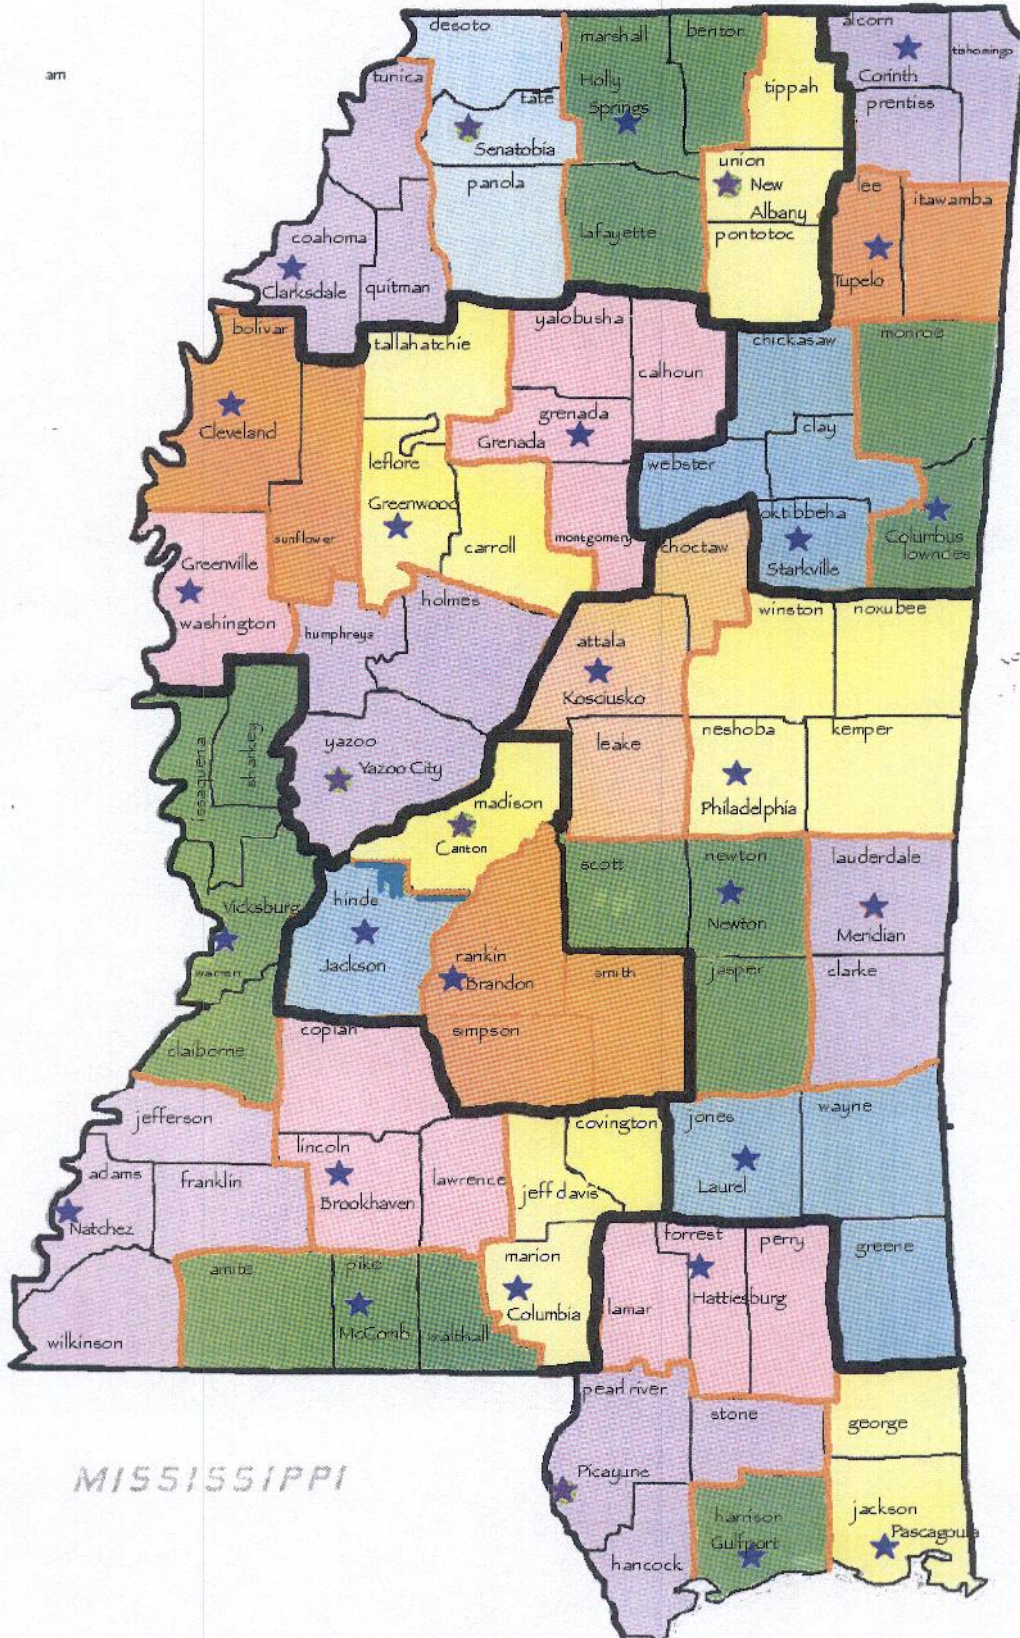 am
desoto
marshall
benton
alcorn
tishomingo
tunica
Corinth
tate
Holly
Springs
tippah
prentiss
Senatobia
union
New
Albany
panola
lee
itawamba
lafayette
pontotoc
coahoma
Clarksdale
quitman
Tupelo
bolivar
yalobusha
tallahatchie
chickasaw
monroe
calhoun
Cleveland
grenada
Grenada
clay
leflore
webster
Greenwood
oktibbeha
sunflower
carroll
montgomery
choctaw
Starkville
Columbus
lowndes
Greenville
washington
holmes
humphreys
winston
noxubee
attala
Kosciusko
issaquena
sharkey
yazoo
Yazoo City
leake
neshoba
kemper
Philadelphia
madison
Canton
scott
newton
lauderdale
Vicksburg
hinds
Newton
Meridian
warren
Jackson
rankin
Brandon
smith
jasper
clarke
simpson
copiah
claiborne
jefferson
lincoln
covington
jones
wayne
adams
franklin
Brookhaven
lawrence
jeff davis
Laurel
Natchez
amite
pike
marion
forrest
perry
greene
Columbia
lamar
Hattiesburg
wilkinson
McComb
walthall
pearl river
stone
george
MISSISSIPPI
Picayune
harrison
Gulfport
jackson
Pascagoula
hancock